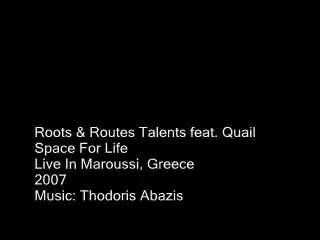 Roots & Routes Talents feat. Quail
Space For Life
Live In Maroussi, Greece
2007
Music: Thodoris Abazis